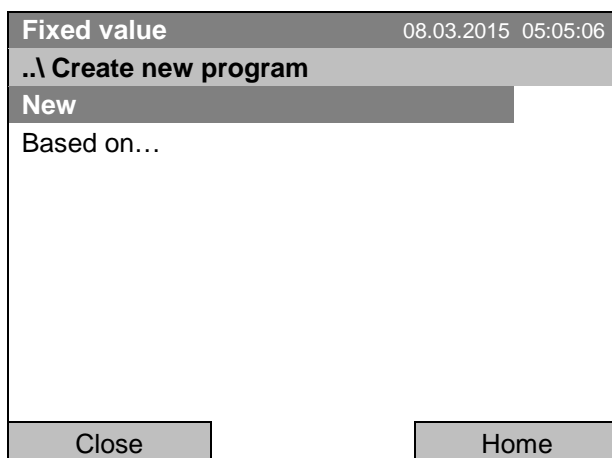 Fixed value 08.03.2015 05:05:06
..\ Create new program
New
Based on…
Close Home